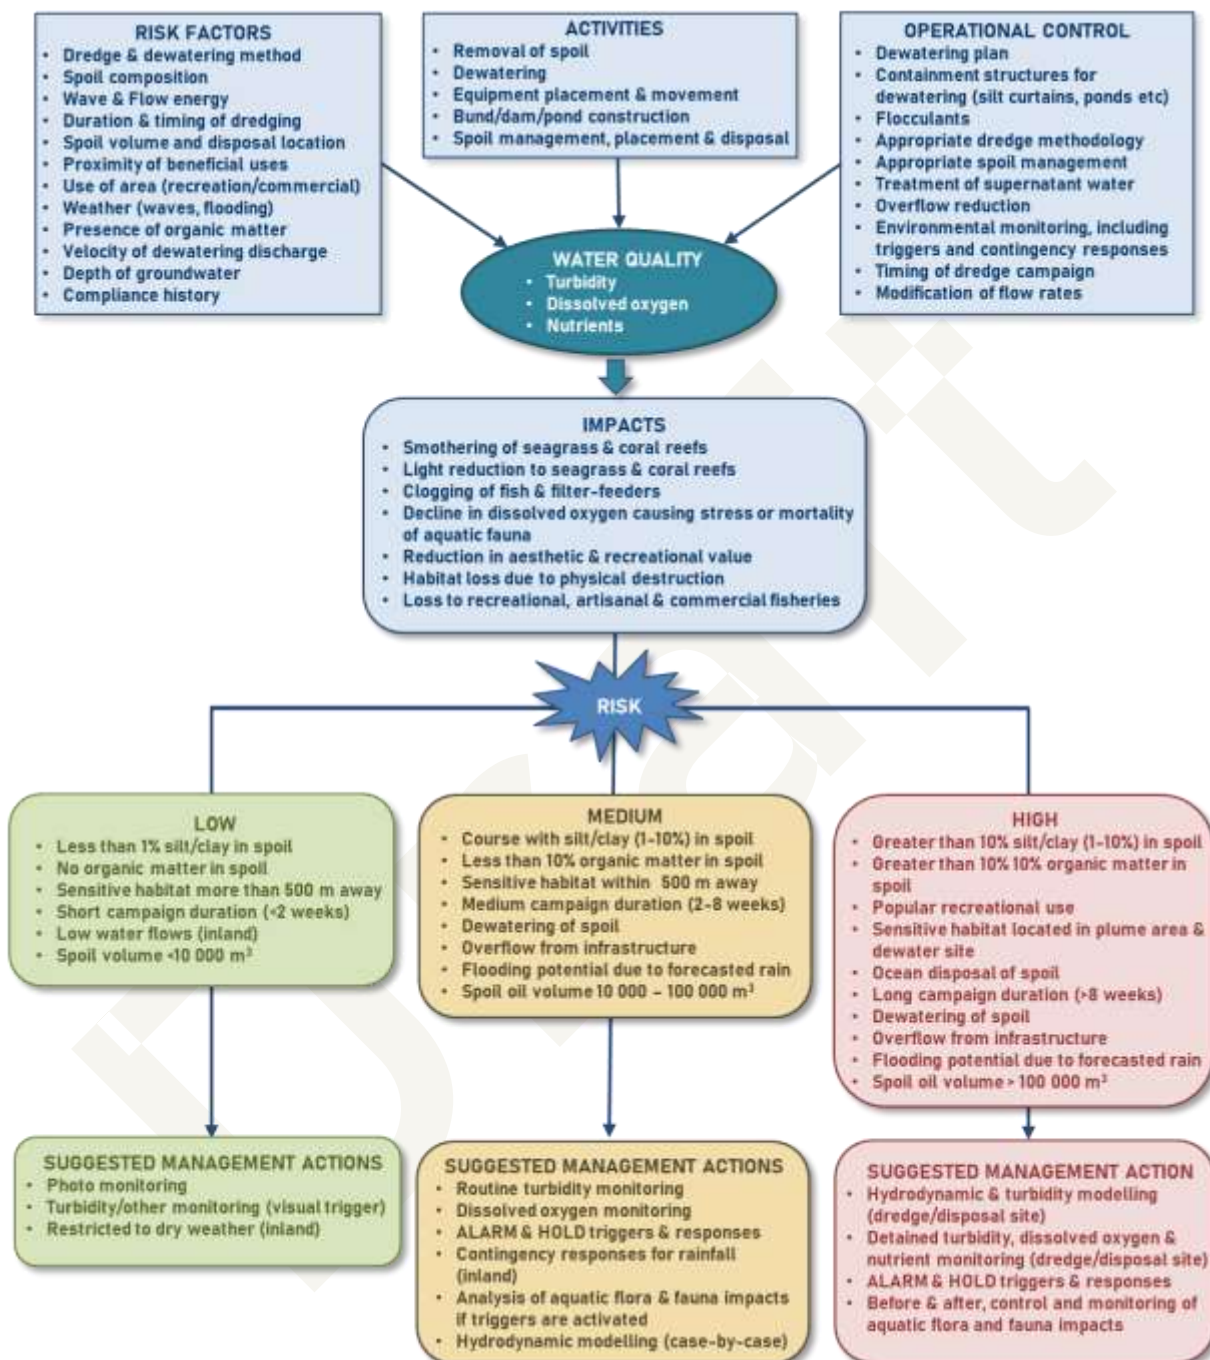 RISK FACTORS
• Dredge & dewatering method
• Spoil composition
• Wave & Flow energy
• Duration & timing of dredging
• Spoil volume and disposal location
• Proximity of beneficial uses
• Use of area (recreation/commercial)
• Weather (waves, flooding)
• Presence of organic matter
• Velocity of dewatering discharge
• Depth of groundwater
• Compliance history
ACTIVITIES
• Removal of spoil
• Dewatering
• Equipment placement & movement
• Bund/dam/pond construction
• Spoil management, placement & disposal
OPERATIONAL CONTROL
• Dewatering plan
• Containment structures for
dewatering (silt curtains, ponds etc)
• Flocculants
• Appropriate dredge methodology
• Appropriate spoil management
• Treatment of supernatant water
• Overflow reduction
• Environmental monitoring, including
triggers and contingency responses
• Timing of dredge campaign
• Modification of flow rates
WATER QUALITY
• Turbidity
• Dissolved oxygen
• Nutrients
IMPACTS
• Smothering of seagrass & coral reefs
• Light reduction to seagrass & coral reefs
• Clogging of fish & filter-feeders
• Decline in dissolved oxygen causing stress or mortality
of aquatic fauna
• Reduction in aesthetic & recreational value
• Habitat loss due to physical destruction
• Loss to recreational, artisanal & commercial fisheries
RISK
LOW
• Less than 1% silt/clay in spoil
• No organic matter in spoil
• Sensitive habitat more than 500 m away
• Short campaign duration (<2 weeks)
• Low water flows (inland)
• Spoil volume <10 000 m³
MEDIUM
• Course with silt/clay (1-10%) in spoil
• Less than 10% organic matter in spoil
• Sensitive habitat within 500 m away
• Medium campaign duration (2-8 weeks)
• Dewatering of spoil
• Overflow from infrastructure
• Flooding potential due to forecasted rain
• Spoil oil volume 10 000 – 100 000 m³
HIGH
• Greater than 10% silt/clay (1-10%) in spoil
• Greater than 10% 10% organic matter in
spoil
• Popular recreational use
• Sensitive habitat located in plume area &
dewater site
• Ocean disposal of spoil
• Long campaign duration (>8 weeks)
• Dewatering of spoil
• Overflow from infrastructure
• Flooding potential due to forecasted rain
• Spoil oil volume > 100 000 m³
SUGGESTED MANAGEMENT ACTIONS
• Photo monitoring
• Turbidity/other monitoring (visual trigger)
• Restricted to dry weather (inland)
SUGGESTED MANAGEMENT ACTIONS
• Routine turbidity monitoring
• Dissolved oxygen monitoring
• ALARM & HOLD triggers & responses
• Contingency responses for rainfall
(inland)
• Analysis of aquatic flora & fauna impacts
if triggers are activated
• Hydrodynamic modelling (case-by-case)
SUGGESTED MANAGEMENT ACTION
• Hydrodynamic & turbidity modelling
(dredge/disposal site)
• Detained turbidity, dissolved oxygen &
nutrient monitoring (dredge/disposal site)
• ALARM & HOLD triggers & responses
• Before & after, control and monitoring of
aquatic flora and fauna impacts
Draft